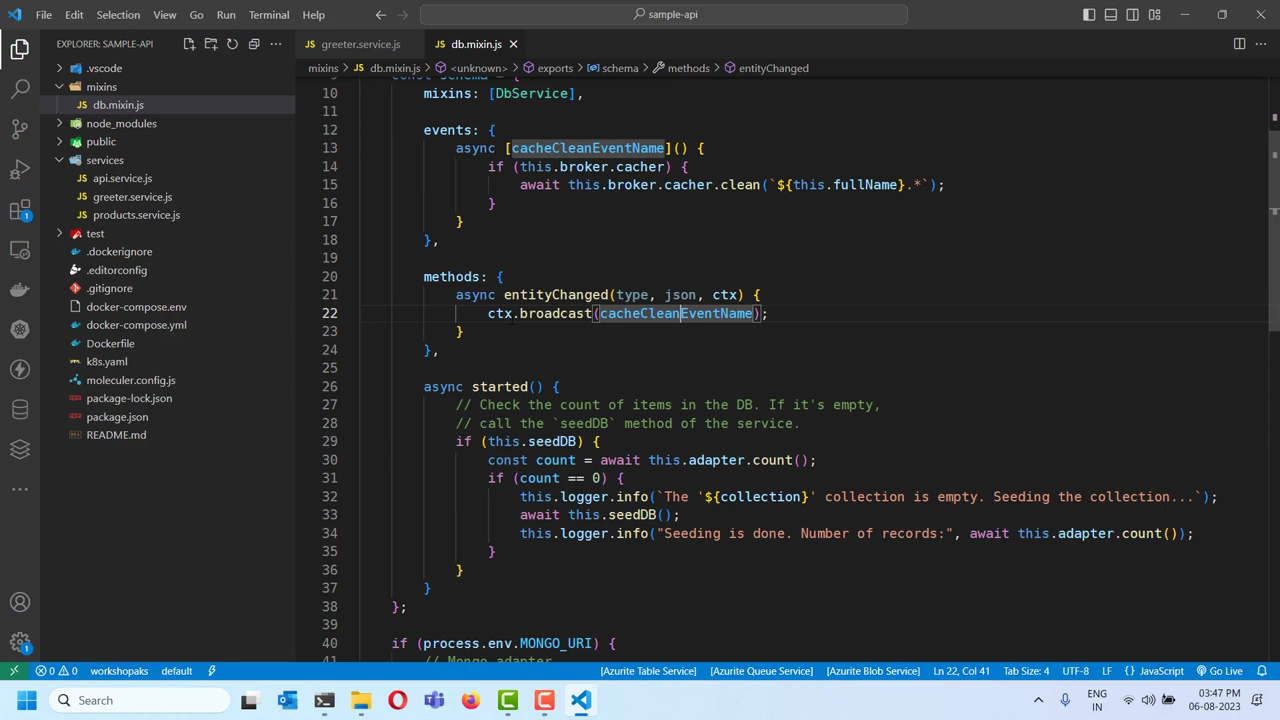 File Edit Selection View Go Run Terminal Help
sample-api
EXPLORER: SAMPLE-API
greeter.service.js
db.mixin.js
mixins > db.mixin.js > <unknown> > exports > schema > methods > entityChanged
.vscode
mixins
db.mixin.js
node_modules
public
services
api.service.js
greeter.service.js
products.service.js
test
.dockerignore
.editorconfig
.gitignore
docker-compose.env
docker-compose.yml
Dockerfile
k8s.yaml
moleculer.config.js
package-lock.json
package.json
README.md
10 mixins: [DbService],
11
12 events: {
13 async [cacheCleanEventName]() {
14 if (this.broker.cacher) {
15 await this.broker.cacher.clean(`${this.fullName}.*`);
16 }
17 }
18 },
19
20 methods: {
21 async entityChanged(type, json, ctx) {
22 ctx.broadcast(cacheCleanEventName);
23 }
24 },
25
26 async started() {
27 // Check the count of items in the DB. If it's empty,
28 // call the `seedDB` method of the service.
29 if (this.seedDB) {
30 const count = await this.adapter.count();
31 if (count == 0) {
32 this.logger.info(`The '${collection}' collection is empty. Seeding the collection...`);
33 await this.seedDB();
34 this.logger.info("Seeding is done. Number of records:", await this.adapter.count());
35 }
36 }
37 }
38 };
39
40 if (process.env.MONGO_URI) {
41 // Mongo adapter
1
1
0 0 workshopaks default [Azurite Table Service] [Azurite Queue Service] [Azurite Blob Service] Ln 22, Col 41 Tab Size: 4 UTF-8 LF {} JavaScript Go Live
Search
ENG
IN
03:47 PM
06-08-2023